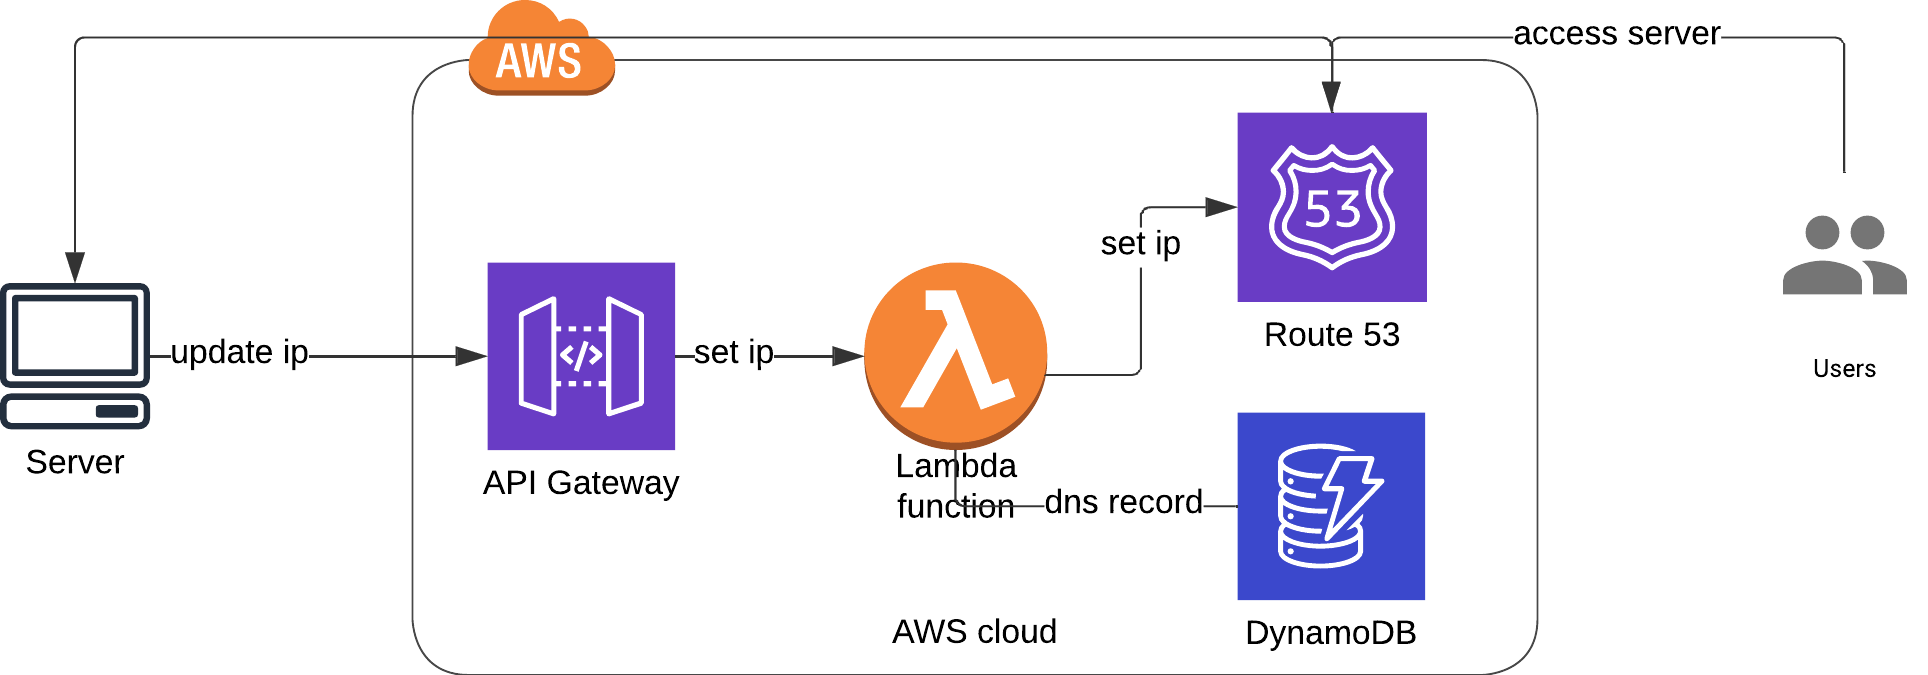 access server
AWS
53
set ip
Route 53
update ip
</>
set ip
Users
Server
API Gateway
Lambda
function
dns record
AWS cloud
DynamoDB